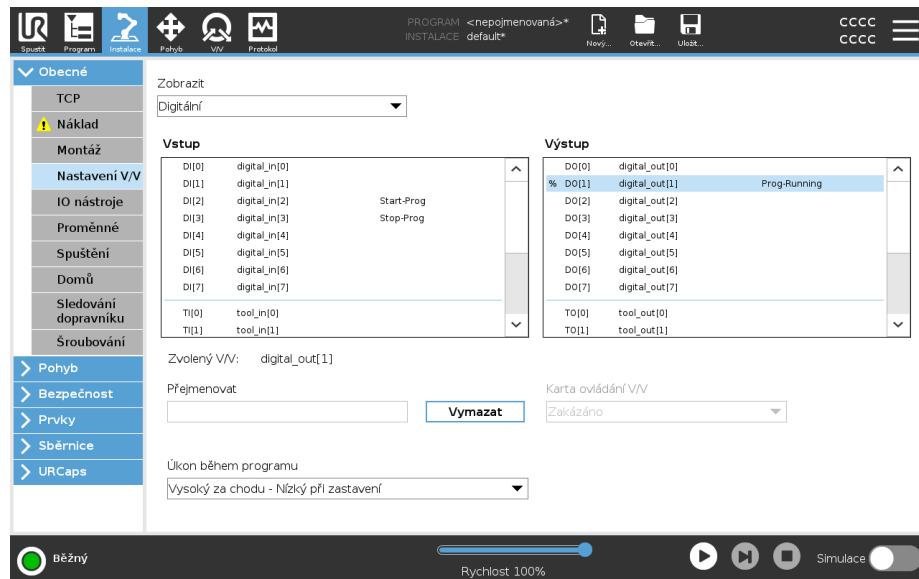 PROGRAM <nepojmenovaná>*
INSTALACE default*
CCCC
CCCC
Spustit Program Instalace Pohyb V/V Protokol Nový... Otevřít... Uložit...
Obecné
TCP
Náklad
Montáž
Nastavení V/V
IO nástroje
Proměnné
Spuštění
Domů
Sledování
dopravníku
Šroubování
Pohyb
Bezpečnost
Prvky
Sběrnice
URCaps
Zobrazit
Digitální
Vstup
DI[0] digital_in[0]
DI[1] digital_in[1]
DI[2] digital_in[2] Start-Prog
DI[3] digital_in[3] Stop-Prog
DI[4] digital_in[4]
DI[5] digital_in[5]
DI[6] digital_in[6]
DI[7] digital_in[7]
TI[0] tool_in[0]
TI[1] tool_in[1]
Výstup
DO[0] digital_out[0]
% DO[1] digital_out[1] Prog-Running
DO[2] digital_out[2]
DO[3] digital_out[3]
DO[4] digital_out[4]
DO[5] digital_out[5]
DO[6] digital_out[6]
DO[7] digital_out[7]
TO[0] tool_out[0]
TO[1] tool_out[1]
Zvolený V/V: digital_out[1]
Přejmenovat
Vymazat
Karta ovládání V/V
Zakázáno
Úkon během programu
Vysoký za chodu - Nízký při zastavení
Běžný
Rychlost 100%
Simulace